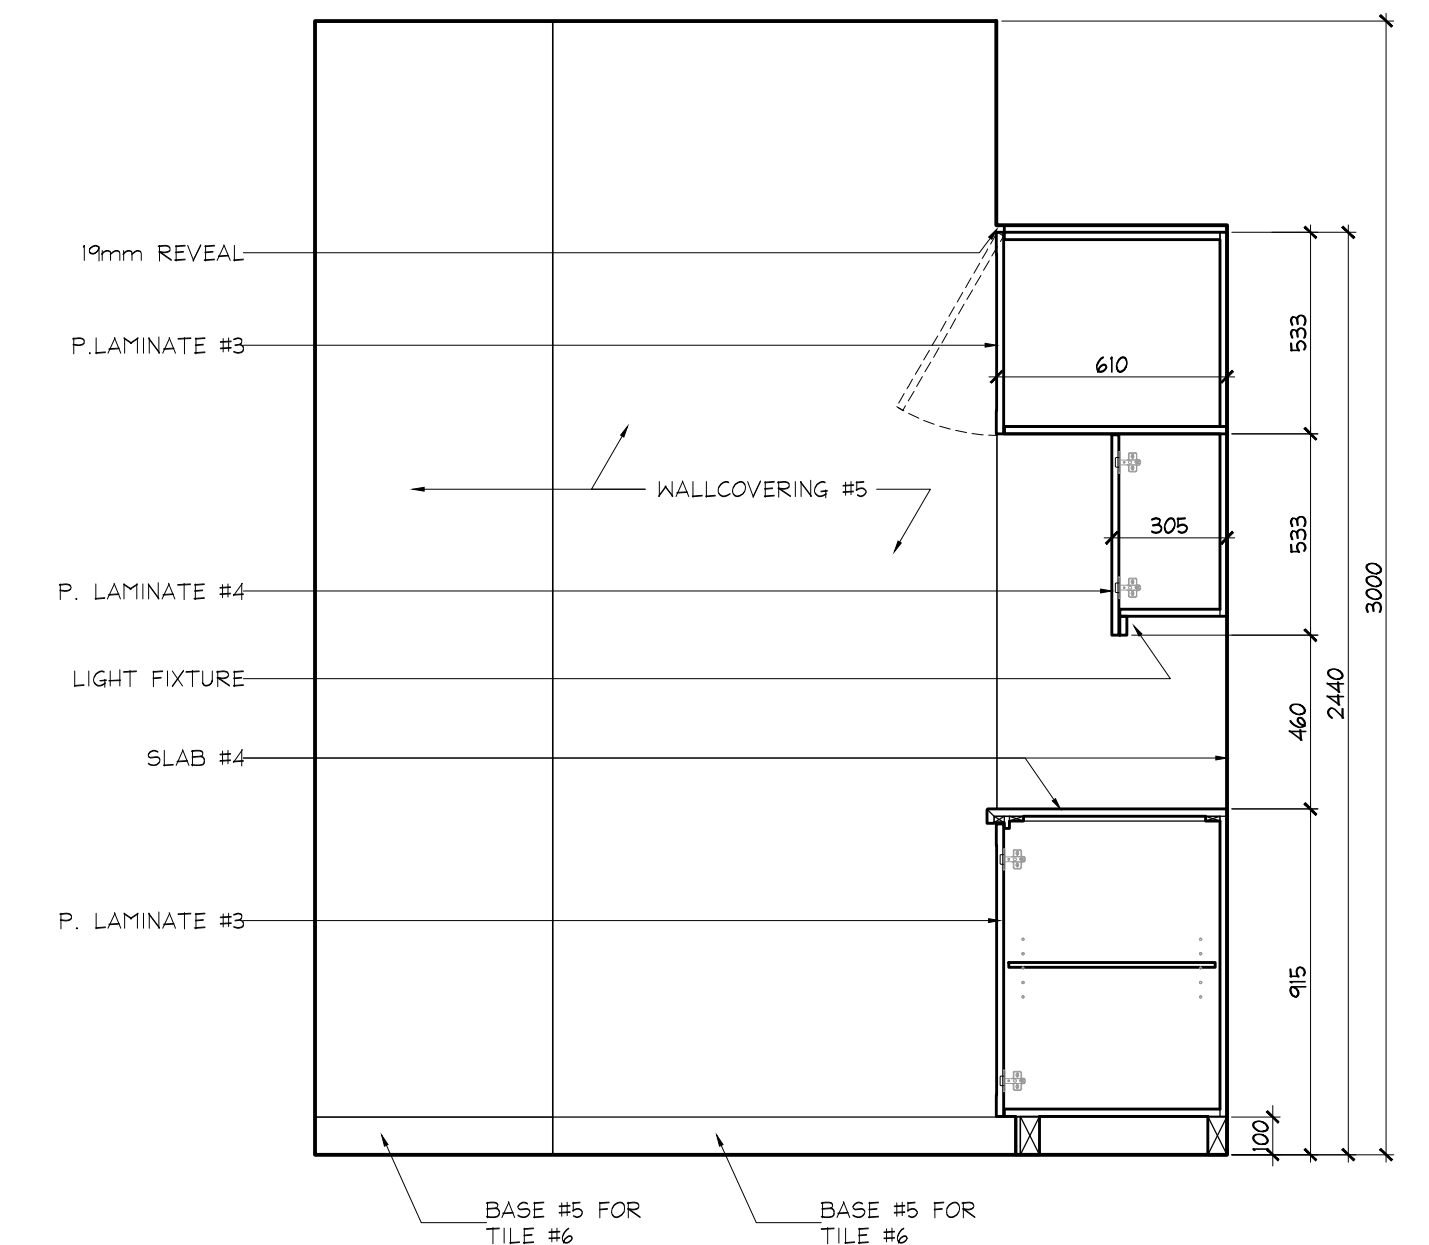 19mm REVEAL
P.LAMINATE #3
610
533
WALLCOVERING #5
305
533
P. LAMINATE #4
3000
LIGHT FIXTURE
2440
460
SLAB #4
P. LAMINATE #3
915
100
BASE #5 FOR
TILE #6
BASE #5 FOR
TILE #6